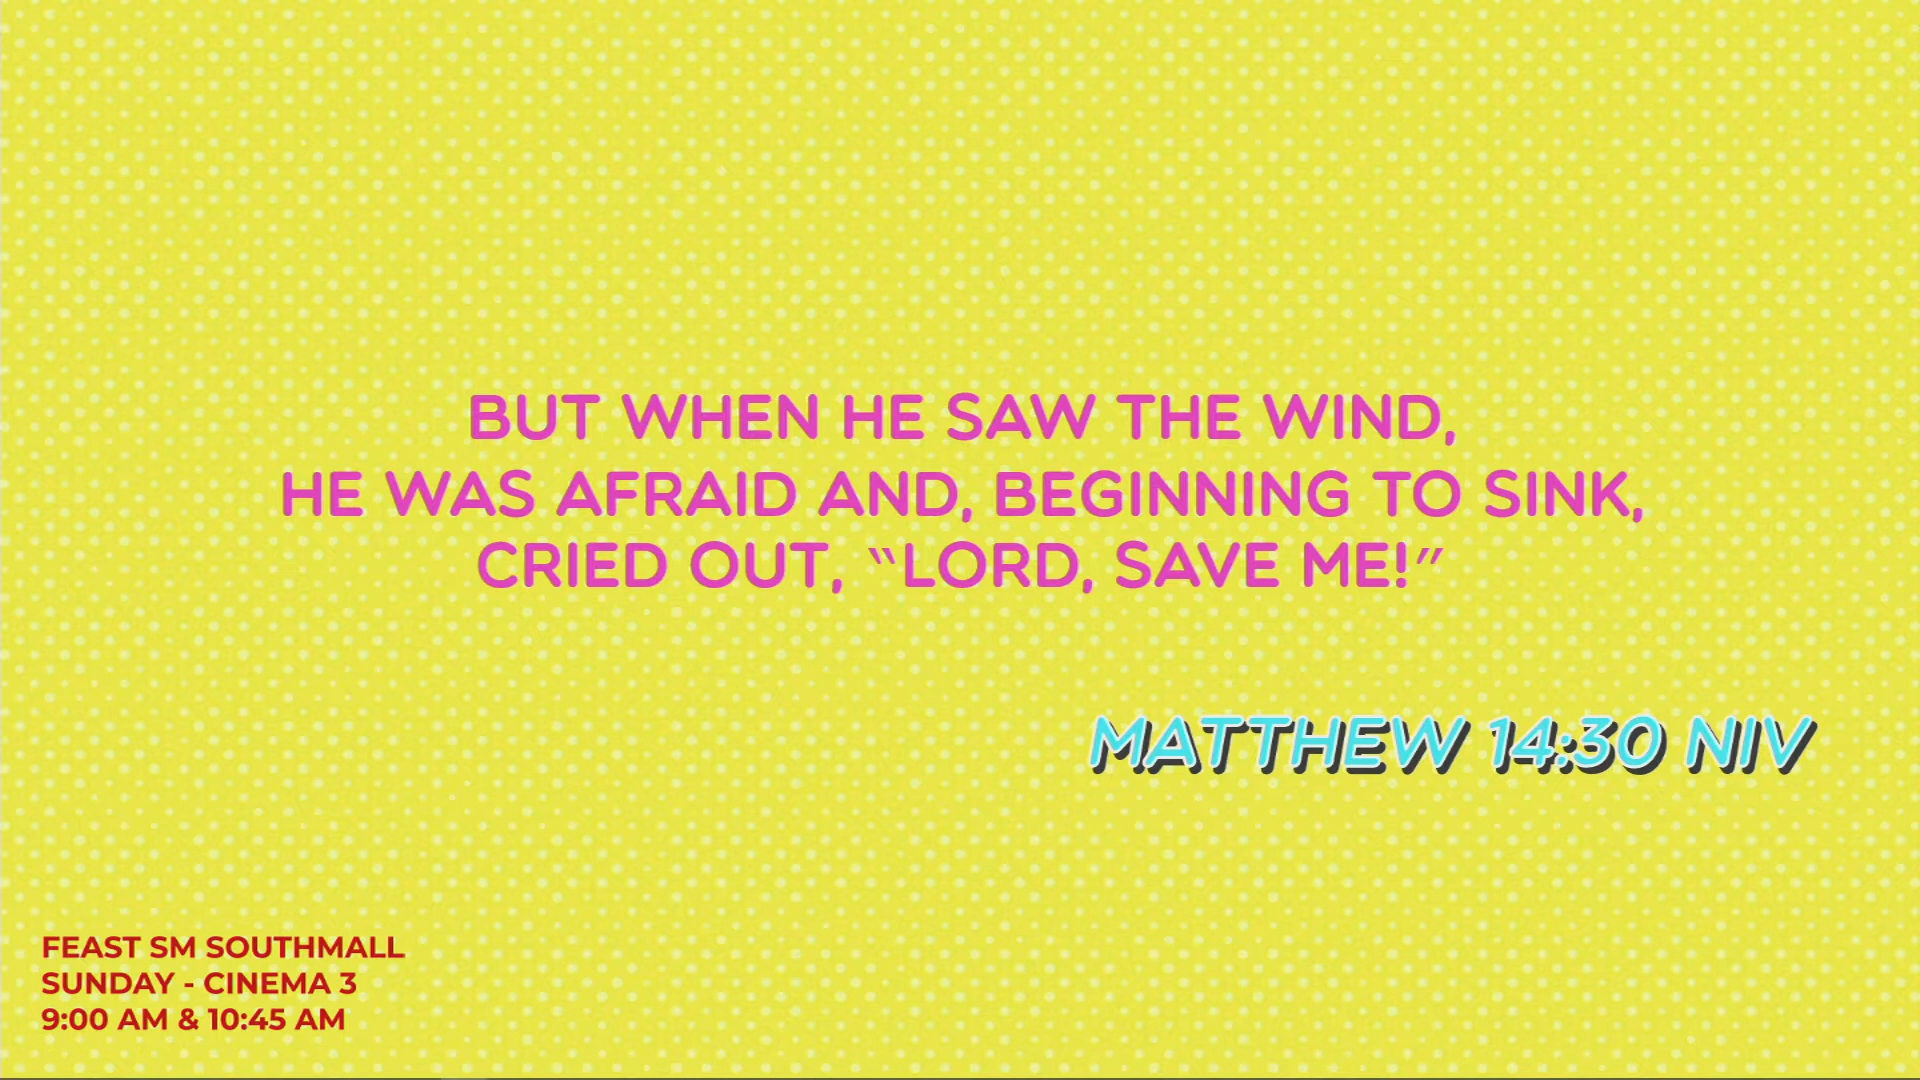 BUT WHEN HE SAW THE WIND,
HE WAS AFRAID AND, BEGINNING TO SINK,
CRIED OUT, “LORD, SAVE ME!”
MATTHEW 14:30 NIV
FEAST SM SOUTHMALL
SUNDAY - CINEMA 3
9:00 AM & 10:45 AM